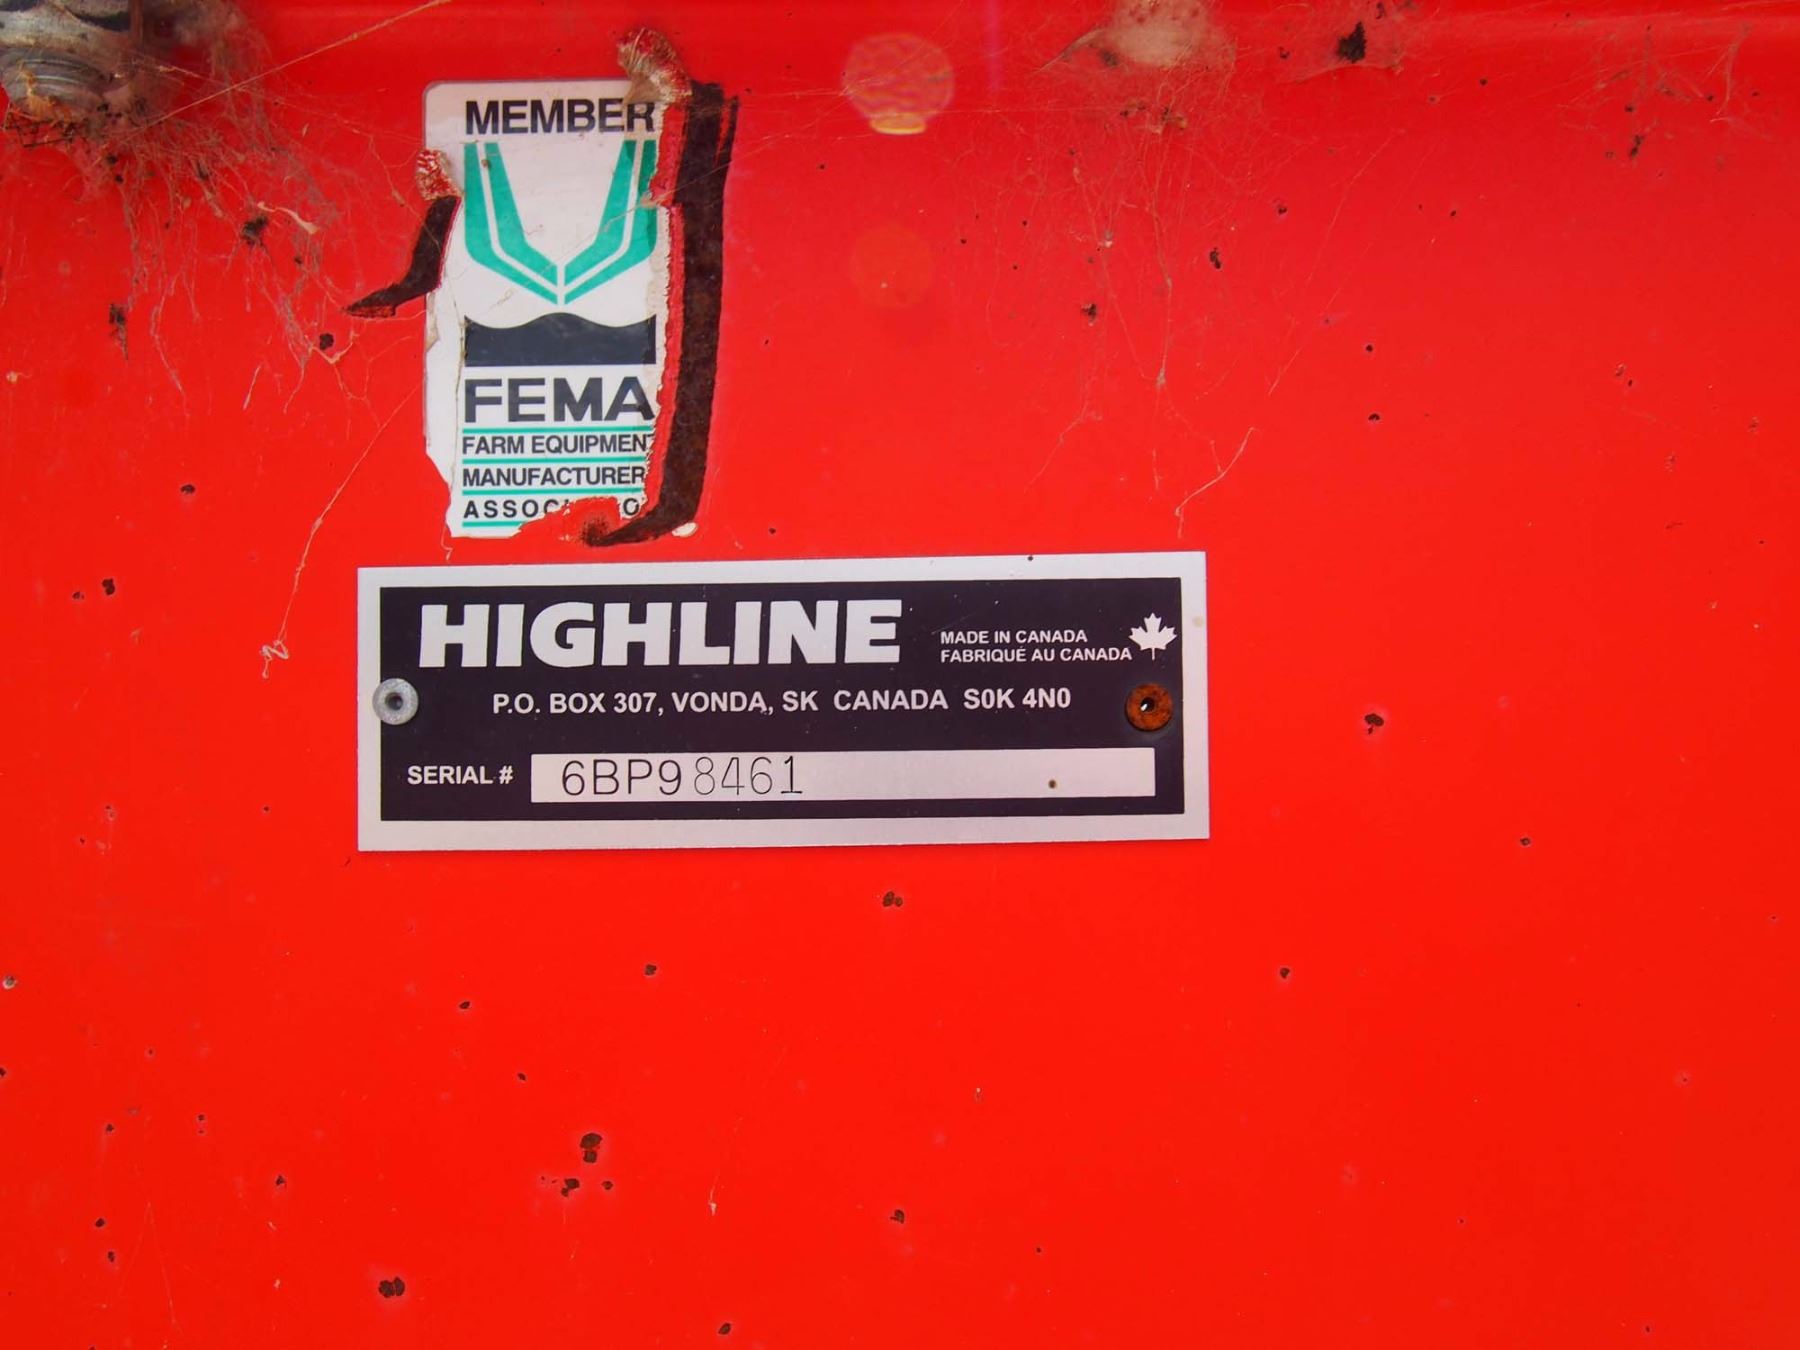 MEMBER
FEMA
FARM EQUIPMENT
MANUFACTURER
HIGHLINE
MADE IN CANADA
FABRIQUÉ AU CANADA
P.O. BOX 307, VONDA, SK CANADA S0K 4N0
SERIAL # 6BP98461